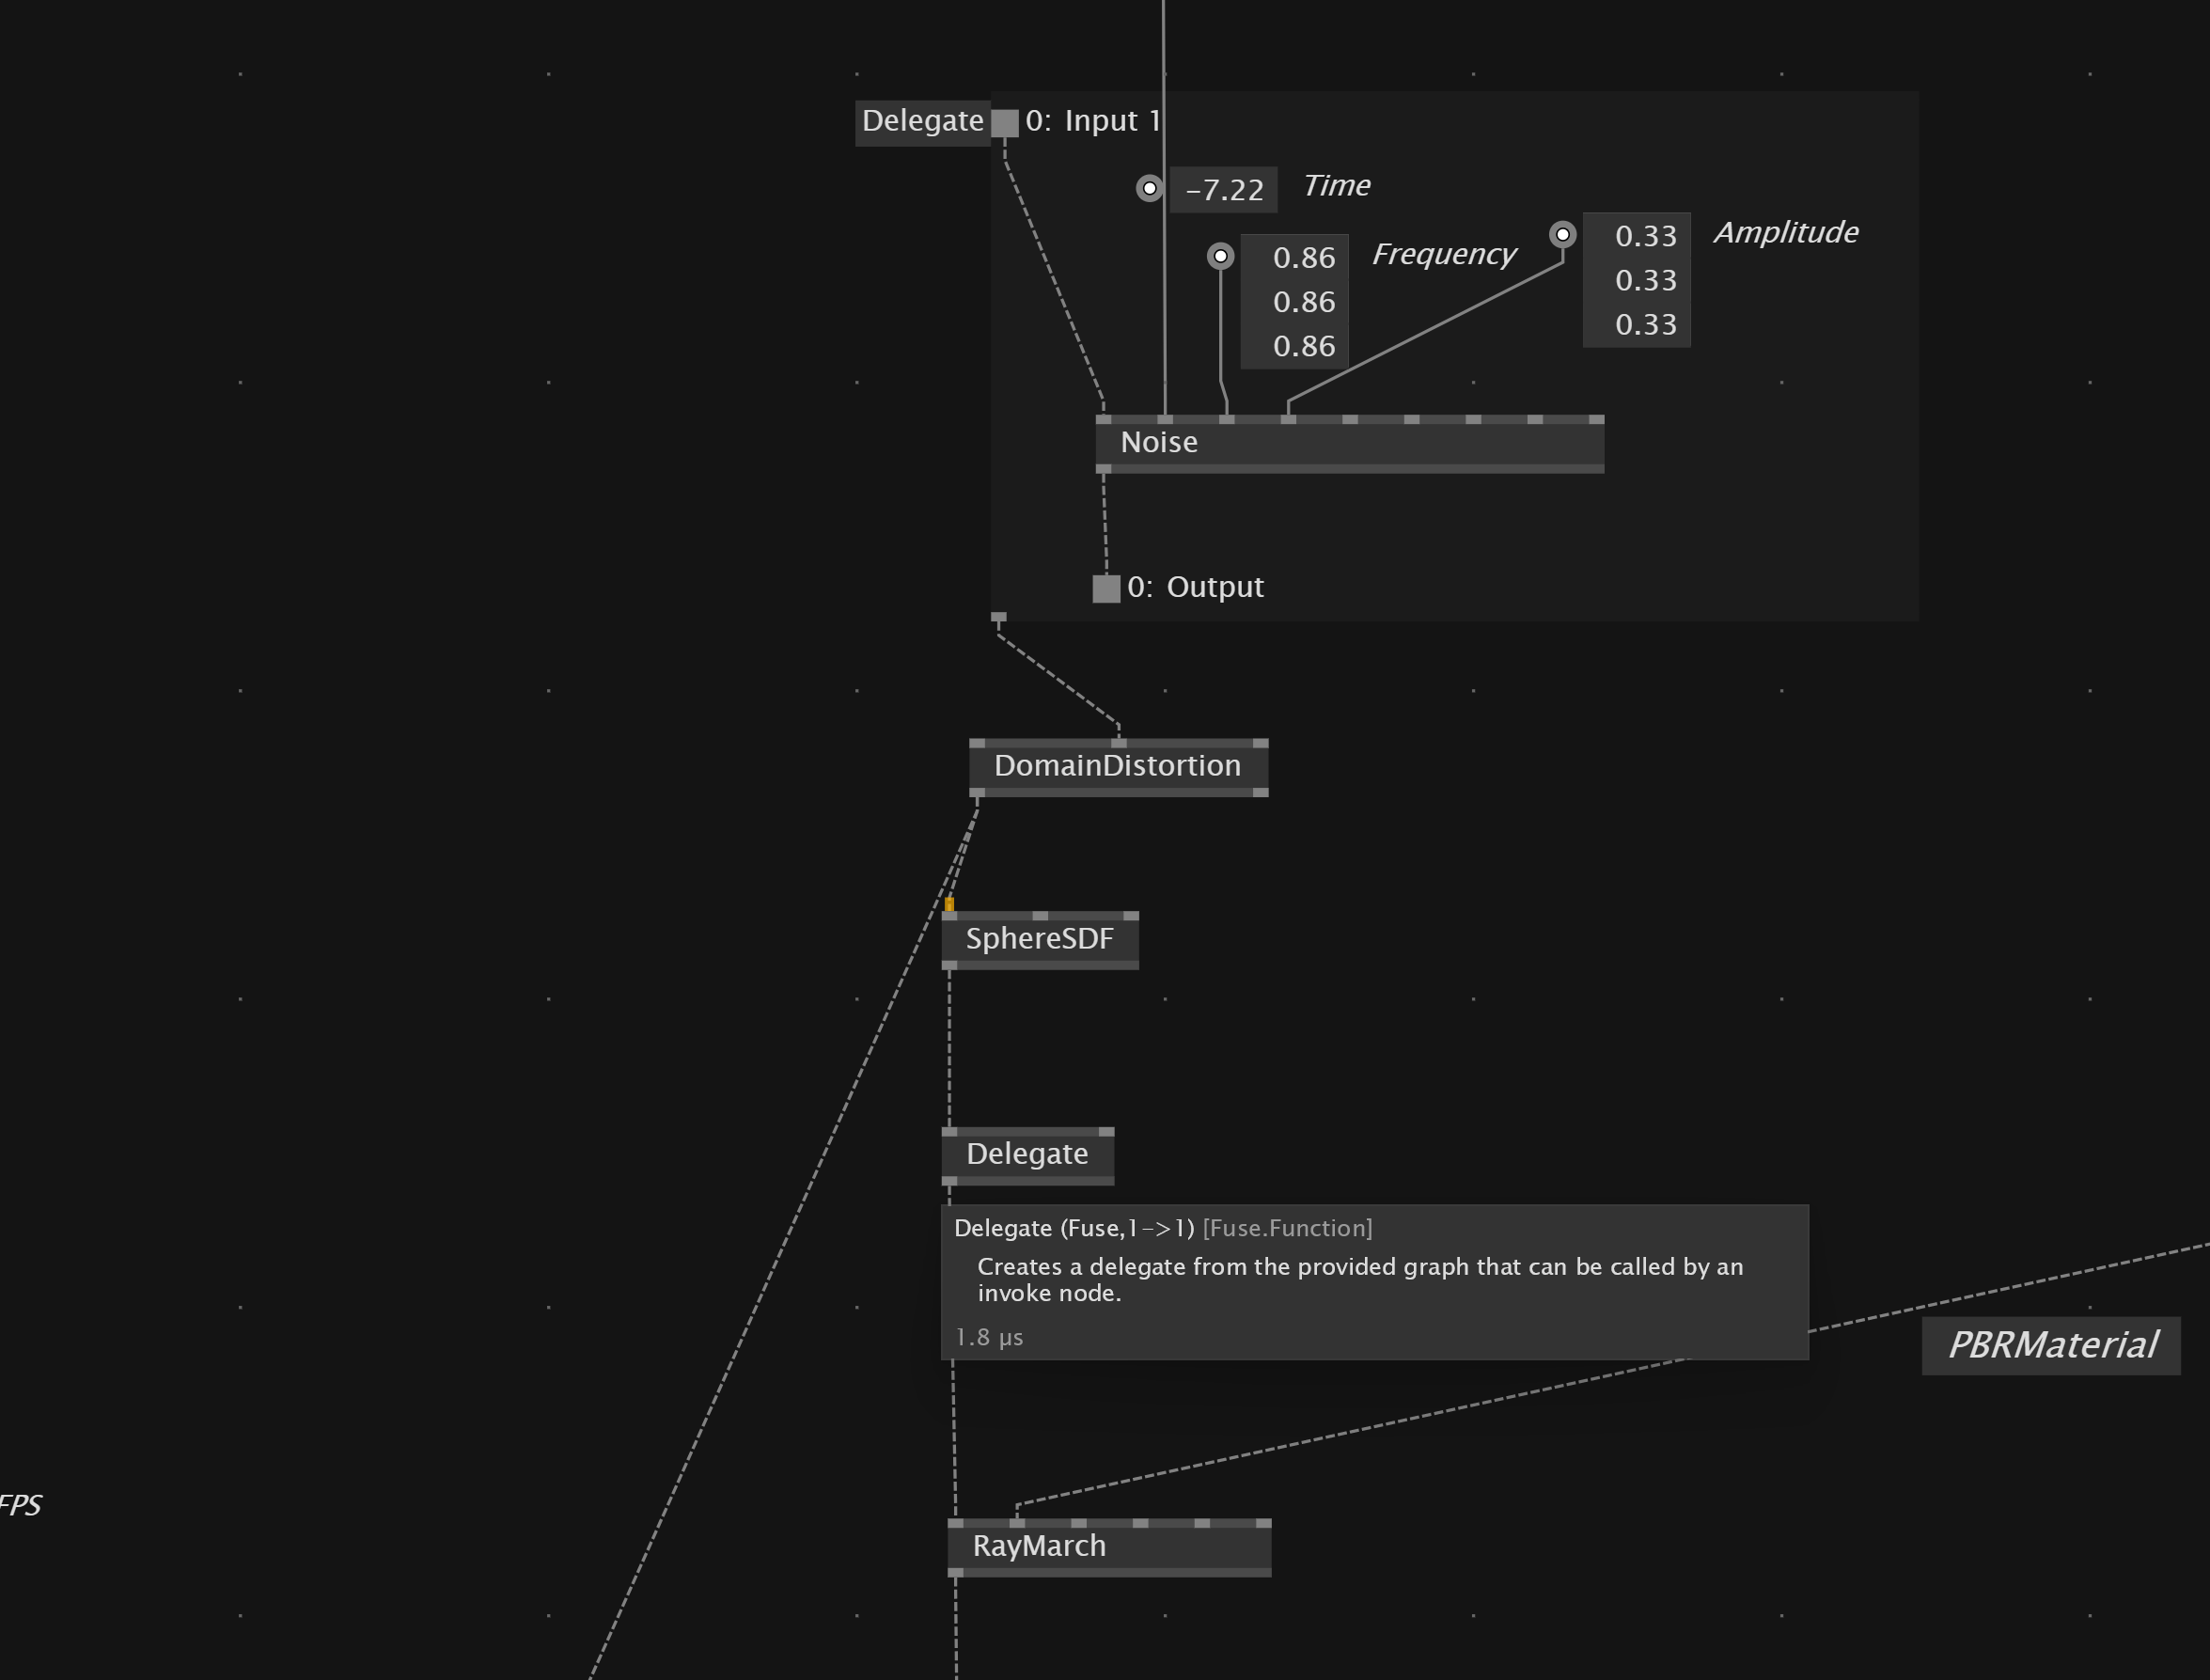 Delegate
0: Input 1
-7.22
Time
0.86
0.86
0.86
Frequency
0.33
0.33
0.33
Amplitude
Noise
0: Output
DomainDistortion
SphereSDF
Delegate
Delegate (Fuse,1->1) [Fuse.Function]
Creates a delegate from the provided graph that can be called by an
invoke node.
1.8 µs
PBRMaterial
FPS
RayMarch